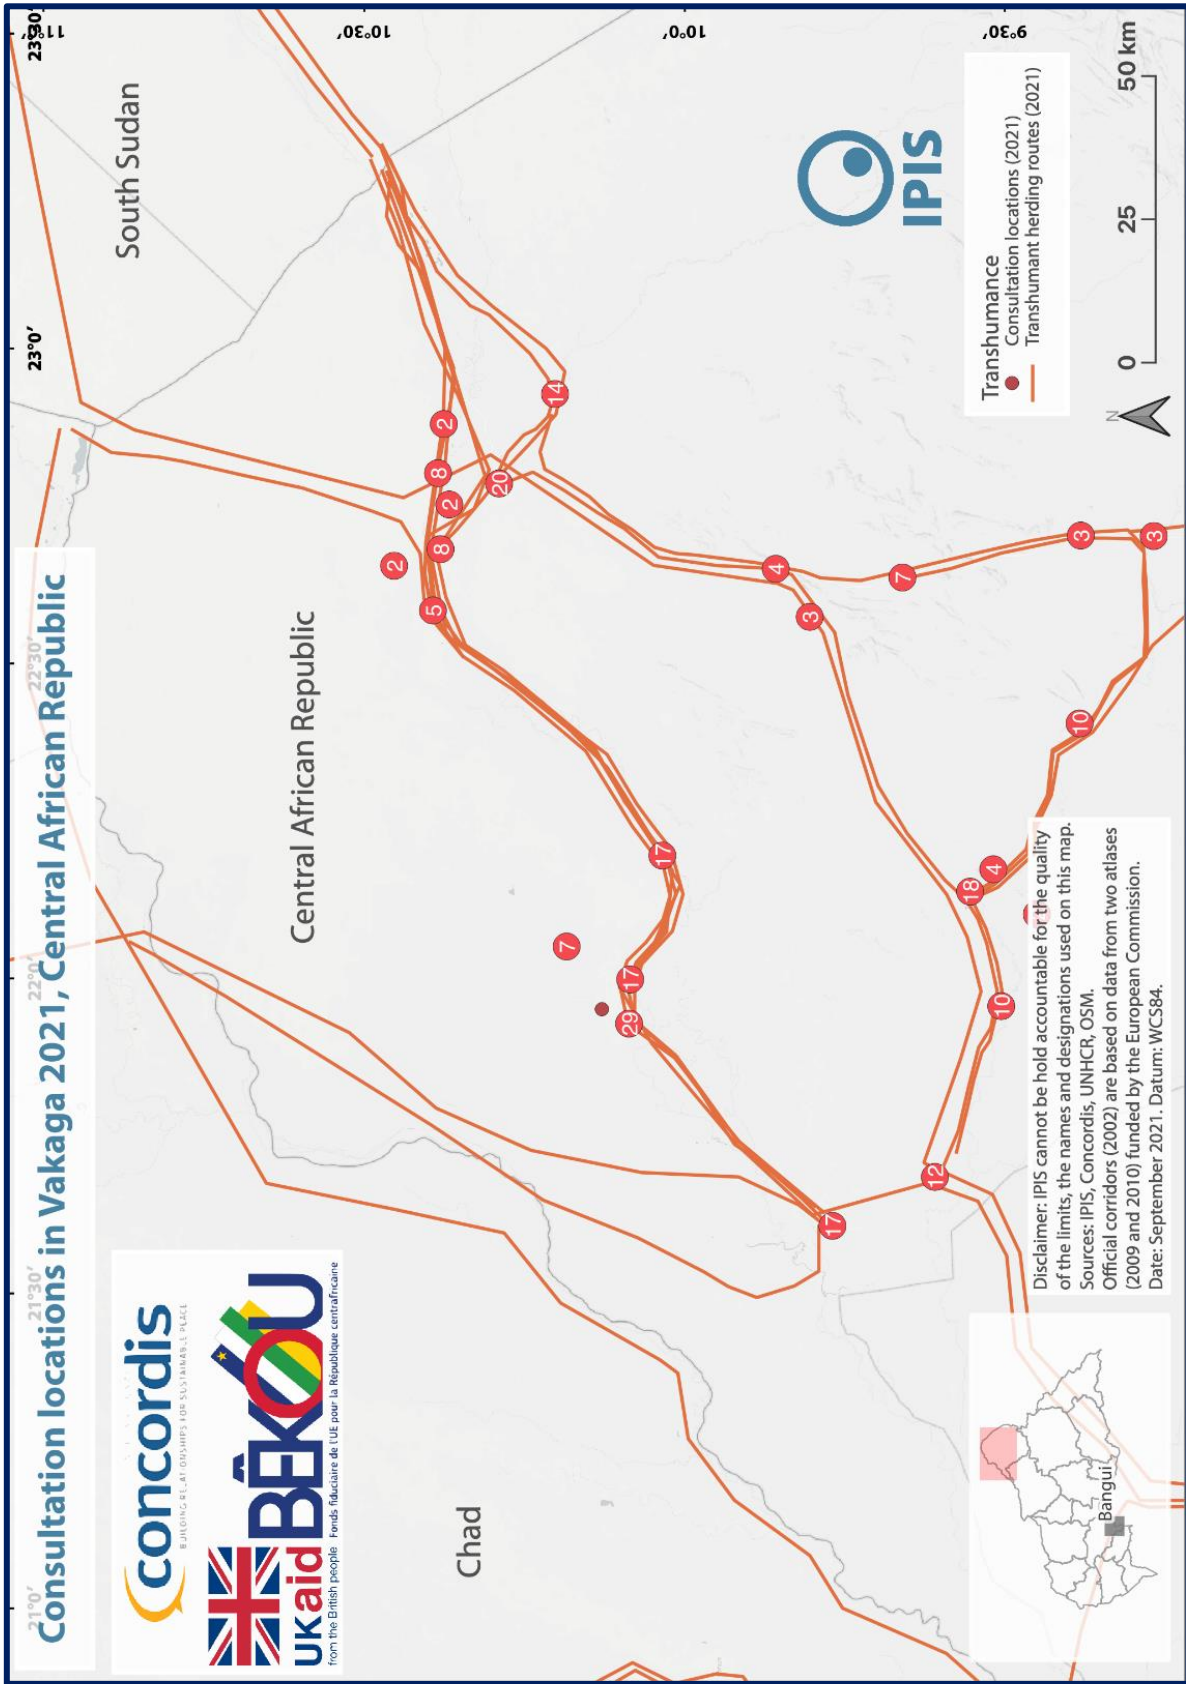 Consultation locations in Vakaga 2021, Central African Republic
21°0'
21°30'
22°0'
22°30'
23°0'
23°30'
11°0'
10°30'
10°0'
9°30'
concordis
BUILDING RELATIONSHIPS FOR SUSTAINABLE PEACE
UKaid
from the British people
BÊKOU
Fonds fiduciaire de l'UE pour la République centrafricaine
South Sudan
Central African Republic
Chad
2
8
2
8
2
5
20
14
17
7
17
29
17
4
3
7
3
3
10
4
18
10
12
IPIS
Transhumance
Consultation locations (2021)
Transhumant herding routes (2021)
N
0
25
50 km
Disclaimer: IPIS cannot be hold accountable for the quality
of the limits, the names and designations used on this map.
Sources: IPIS, Concordis, UNHCR, OSM.
Official corridors (2002) are based on data from two atlases
(2009 and 2010) funded by the European Commission.
Date: September 2021. Datum: WCS84.
Bangui